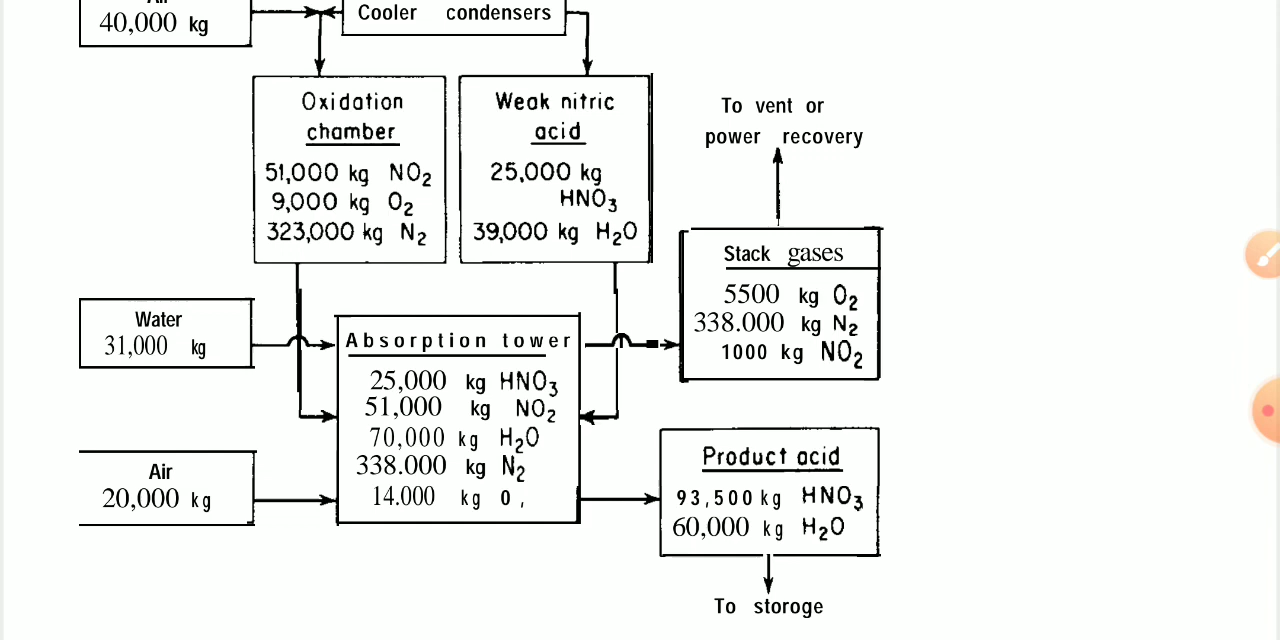 40,000 kg
Cooler condensers
Oxidation
chamber
51,000 kg NO₂
9,000 kg O₂
323,000 kg N₂
Weak nitric
acid
25,000 kg
HNO₃
39,000 kg H₂O
To vent or
power recovery
Stack gases
5500 kg O₂
338.000 kg N₂
1000 kg NO₂
Water
31,000 kg
Absorption tower
25,000 kg HNO₃
51,000 kg NO₂
70,000 kg H₂O
338.000 kg N₂
14.000 kg 0,
Air
20,000 kg
Product acid
93,500 kg HNO₃
60,000 kg H₂O
To storoge